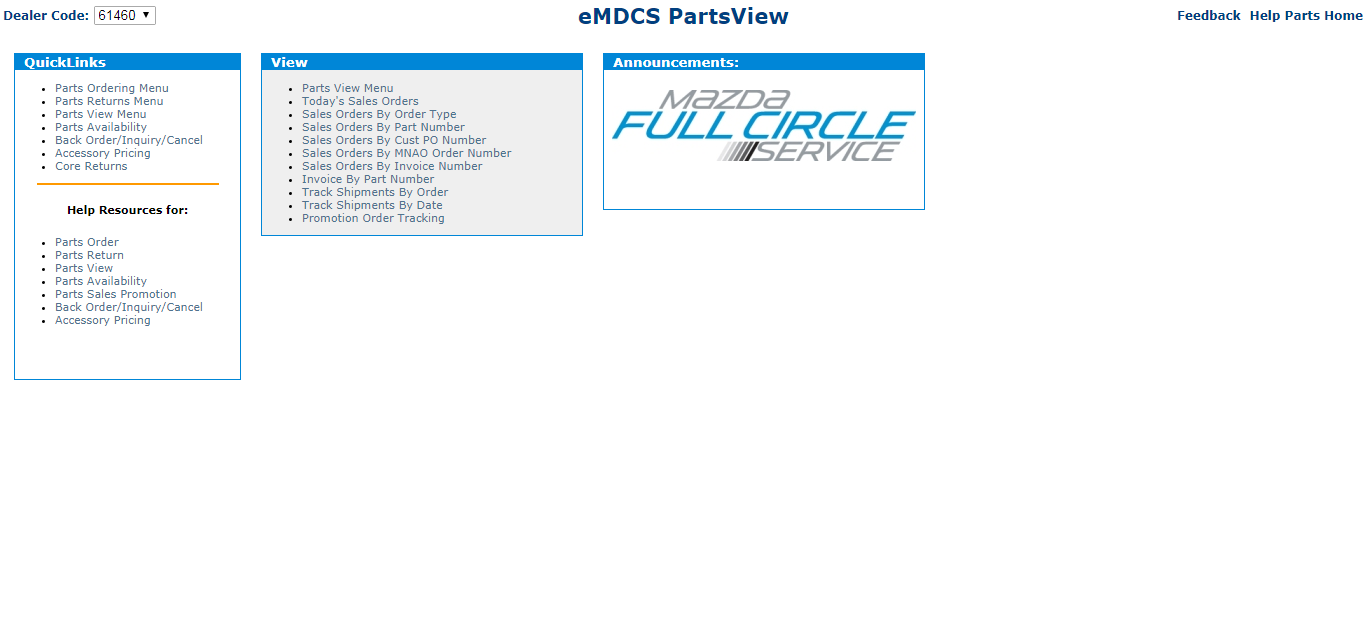 Dealer Code: 61460
eMDCS PartsView
Feedback Help Parts Home
QuickLinks
Parts Ordering Menu
Parts Returns Menu
Parts View Menu
Parts Availability
Back Order/Inquiry/Cancel
Accessory Pricing
Core Returns
Help Resources for:
Parts Order
Parts Return
Parts View
Parts Availability
Parts Sales Promotion
Back Order/Inquiry/Cancel
Accessory Pricing
View
Parts View Menu
Today's Sales Orders
Sales Orders By Order Type
Sales Orders By Part Number
Sales Orders By Cust PO Number
Sales Orders By MNAO Order Number
Sales Orders By Invoice Number
Invoice By Part Number
Track Shipments By Order
Track Shipments By Date
Promotion Order Tracking
Announcements:
mazda
FULL CIRCLE
SERVICE